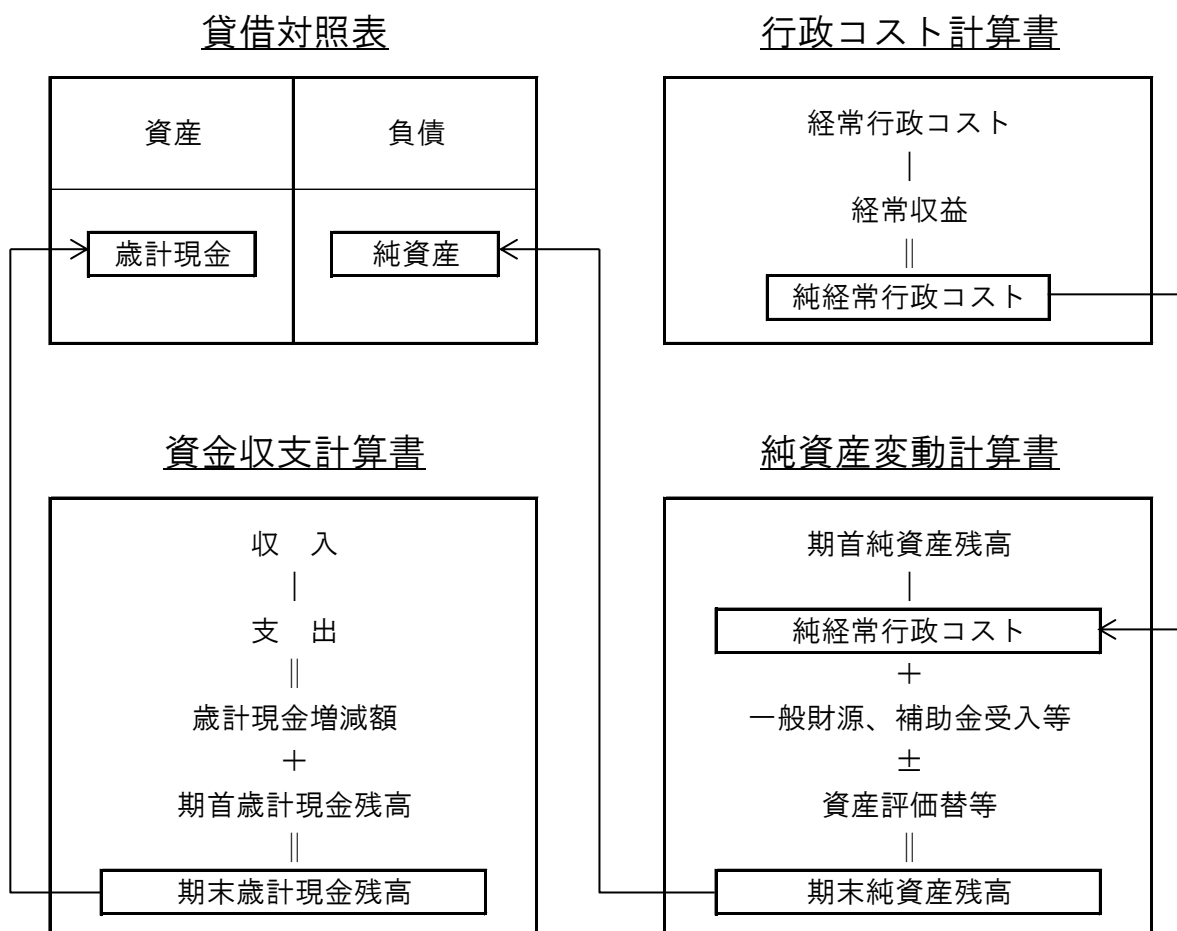 貸借対照表
資産
負債
歳計現金
純資産
行政コスト計算書
経常行政コスト
|
経常収益
||
純経常行政コスト
資金収支計算書
収　入
|
支　出
||
歳計現金増減額
＋
期首歳計現金残高
||
期末歳計現金残高
純資産変動計算書
期首純資産残高
|
純経常行政コスト
＋
一般財源、補助金受入等
±
資産評価替等
||
期末純資産残高